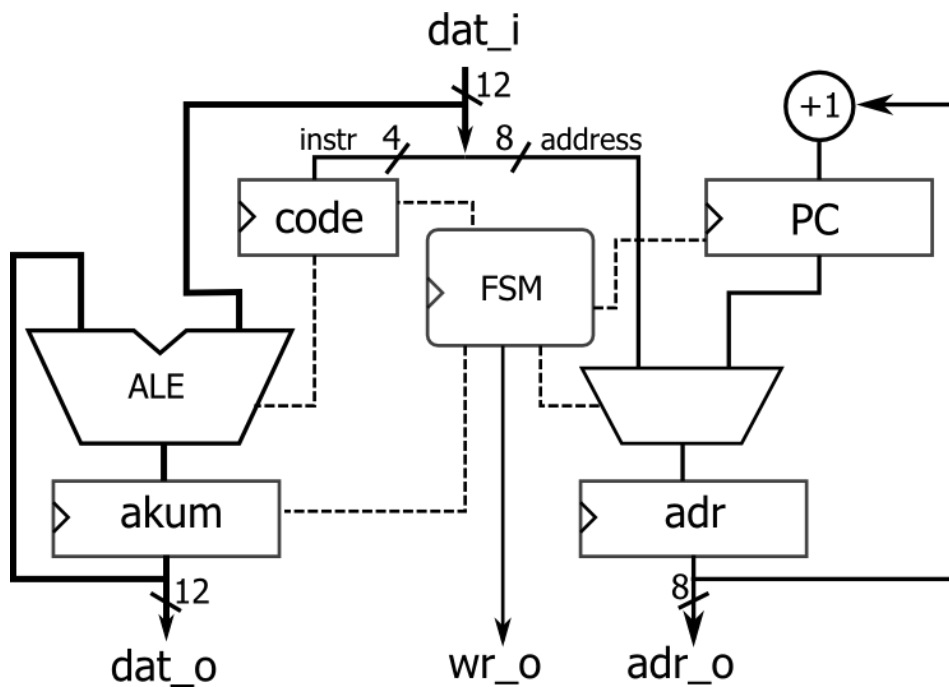 dat_i
12
+1
instr 4 8 address
code
PC
FSM
ALE
akum
adr
12
8
dat_o
wr_o
adr_o